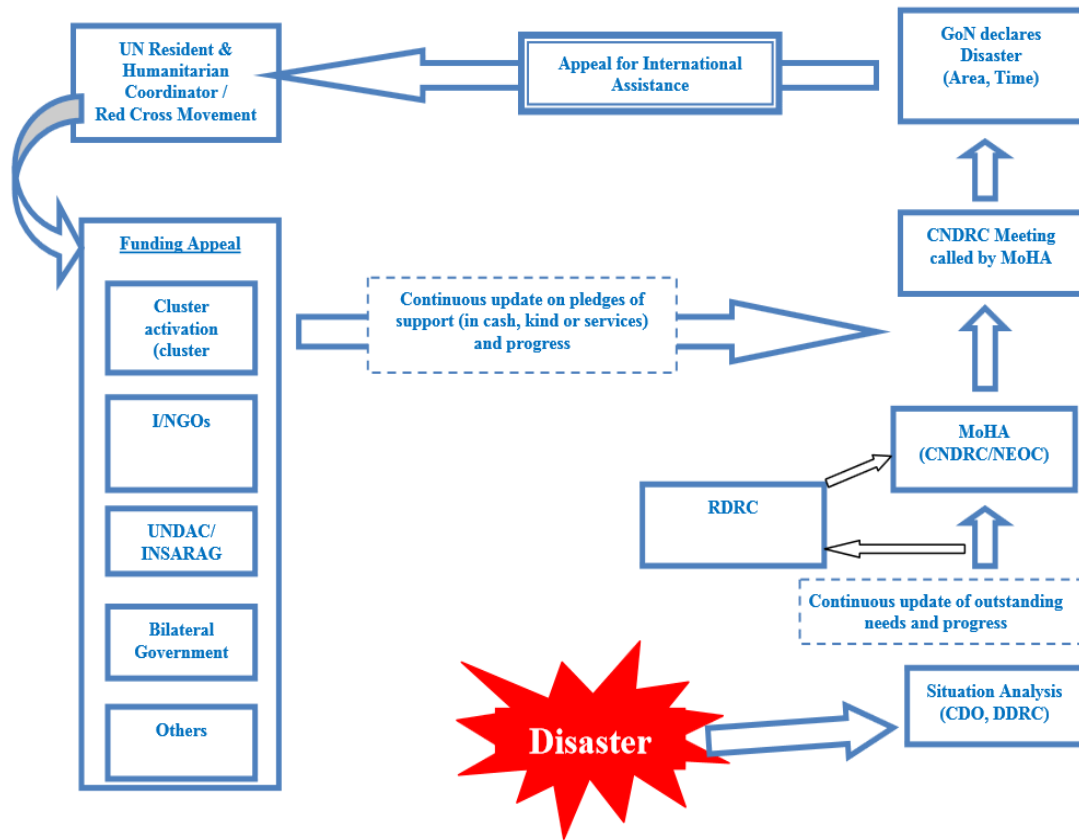 UN Resident &
Humanitarian
Coordinator /
Red Cross Movement
Appeal for International
Assistance
GoN declares
Disaster
(Area, Time)
Funding Appeal
Cluster
activation
(cluster
I/NGOs
UNDAC/
INSARAG
Bilateral
Government
Others
Continuous update on pledges of
support (in cash, kind or services)
and progress
CNDRC Meeting
called by MoHA
MoHA
(CNDRC/NEOC)
RDRC
Continuous update of outstanding
needs and progress
Situation Analysis
(CDO, DDRC)
Disaster